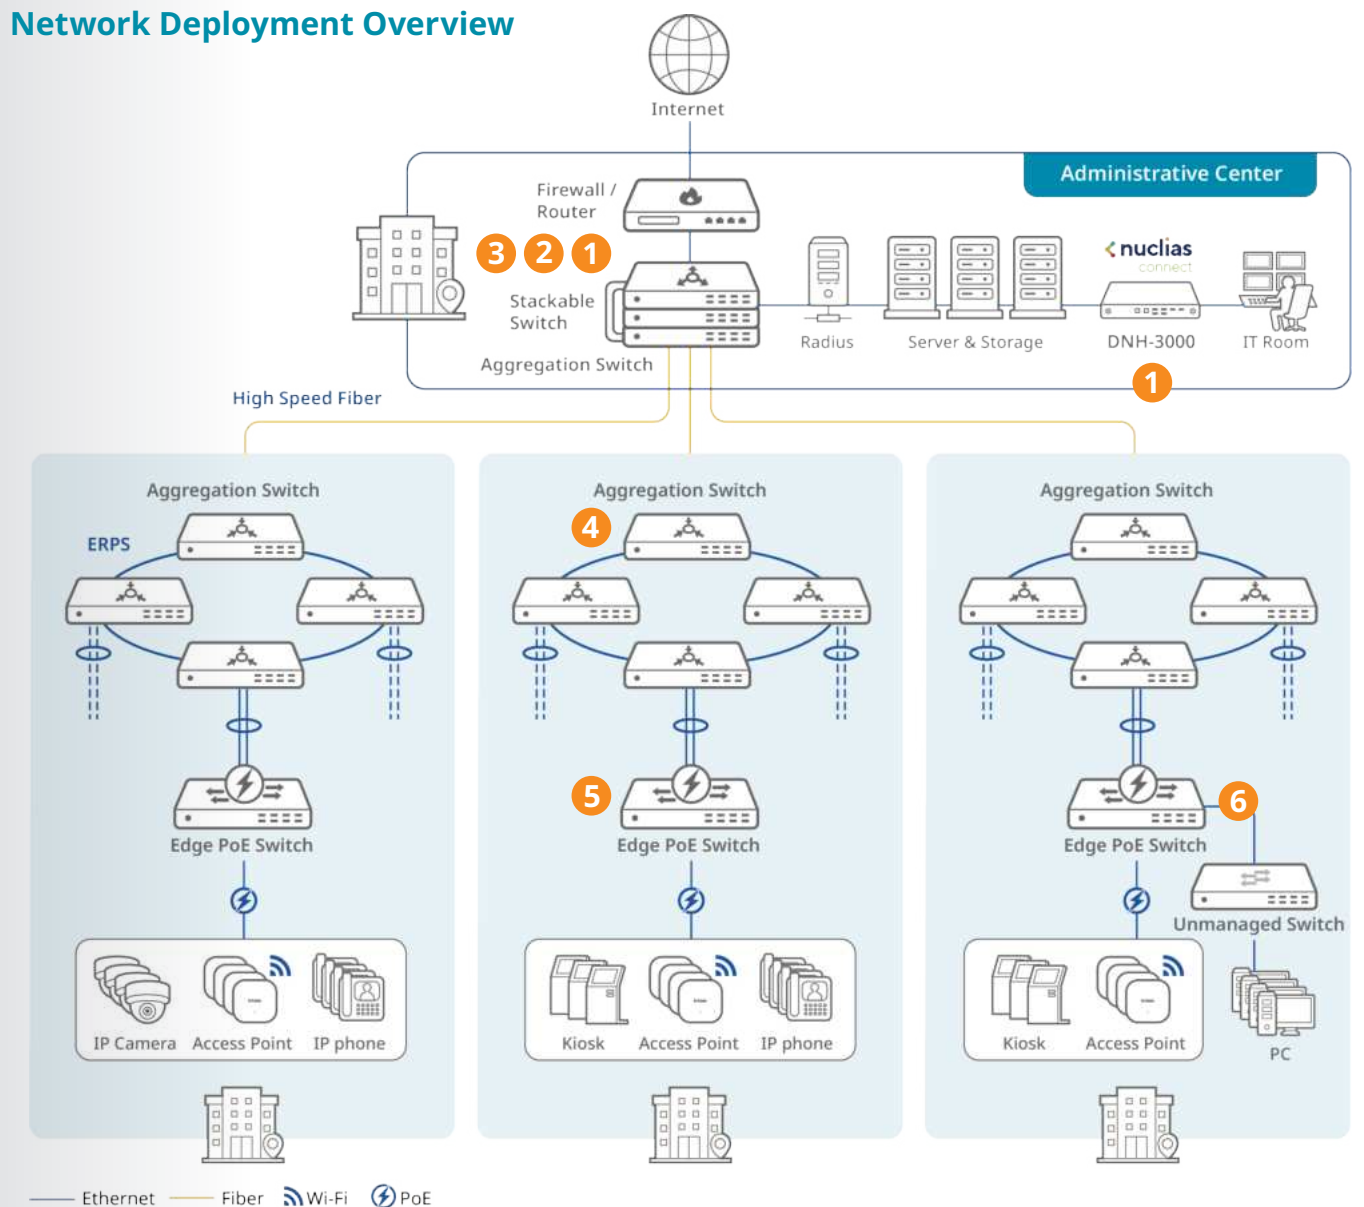 Network Deployment Overview
Internet
Administrative Center
Firewall /
Router
3 2 1
Stackable
Switch
Aggregation Switch
Radius
Server & Storage
nuclias
connect
DNH-3000
IT Room
1
High Speed Fiber
Aggregation Switch
ERPS
Edge PoE Switch
IP Camera
Access Point
IP phone
Aggregation Switch
4
5
Edge PoE Switch
Kiosk
Access Point
IP phone
Aggregation Switch
6
Edge PoE Switch
Unmanaged Switch
Kiosk
Access Point
PC
Ethernet
Fiber
Wi-Fi
PoE